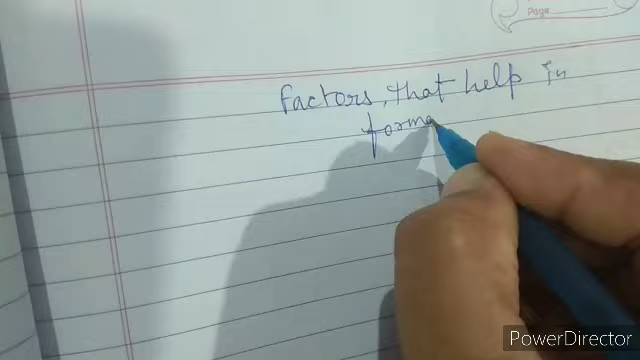 Page
factors, that help in
forma
PowerDirector